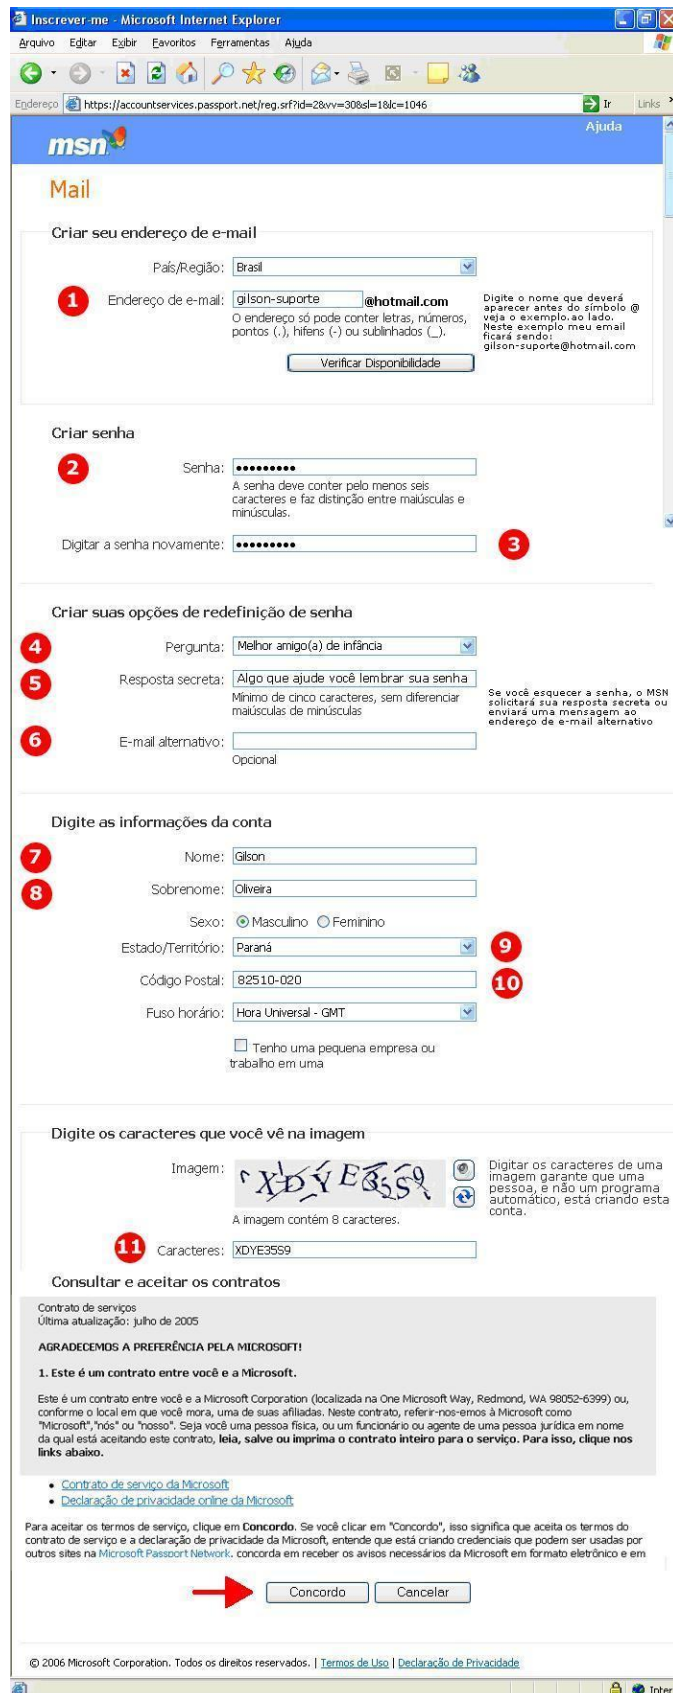 Inscrever-me - Microsoft Internet Explorer
Arquivo Editar Exibir Favoritos Ferramentas Ajuda
Endereço https://accountservices.passport.net/reg.srf?id=2&vv=30&sl=1&lc=1046 Ir Links
Ajuda
msn
Mail
Criar seu endereço de e-mail
País/Região: Brasil
1 Endereço de e-mail: gilson-suporte @hotmail.com
O endereço só pode conter letras, números,
pontos (.), hifens (-) ou sublinhados (_).
Digite o nome que deverá
aparecer antes do símbolo @
veja o exemplo.ao lado.
Neste exemplo meu email
ficará sendo:
gilson-suporte@hotmail.com
Verificar Disponibilidade
Criar senha
2 Senha: •••••••••
A senha deve conter pelo menos seis
caracteres e faz distinção entre maiúsculas e
minúsculas.
Digitar a senha novamente: ••••••••• 3
Criar suas opções de redefinição de senha
4 Pergunta: Melhor amigo(a) de infância
5 Resposta secreta: Algo que ajude você lembrar sua senha
Mínimo de cinco caracteres, sem diferenciar
maiúsculas de minúsculas
Se você esquecer a senha, o MSN
solicitará sua resposta secreta ou
enviará uma mensagem ao
endereço de e-mail alternativo
6 E-mail alternativo:
Opcional
Digite as informações da conta
7 Nome: Gilson
8 Sobrenome: Oliveira
Sexo: Masculino Feminino
Estado/Território: Paraná 9
Código Postal: 82510-020 10
Fuso horário: Hora Universal - GMT
Tenho uma pequena empresa ou
trabalho em uma
Digite os caracteres que você vê na imagem
Imagem: XDYE35S9
A imagem contém 8 caracteres.
Digitar os caracteres de uma
imagem garante que uma
pessoa, e não um programa
automático, está criando esta
conta.
11 Caracteres: XDYE35S9
Consultar e aceitar os contratos
Contrato de serviços
Última atualização: julho de 2005
AGRADECEMOS A PREFERÊNCIA PELA MICROSOFT!
1. Este é um contrato entre você e a Microsoft.
Este é um contrato entre você e a Microsoft Corporation (localizada na One Microsoft Way, Redmond, WA 98052-6399) ou,
conforme o local em que você mora, uma de suas afiliadas. Neste contrato, referir-nos-emos à Microsoft como
"Microsoft","nós" ou "nosso". Seja você uma pessoa física, ou um funcionário ou agente de uma pessoa jurídica em nome
da qual está aceitando este contrato, leia, salve ou imprima o contrato inteiro para o serviço. Para isso, clique nos
links abaixo.
Contrato de serviço da Microsoft
Declaração de privacidade online da Microsoft
Para aceitar os termos de serviço, clique em Concordo. Se você clicar em "Concordo", isso significa que aceita os termos do
contrato de serviço e a declaração de privacidade da Microsoft, entende que está criando credenciais que podem ser usadas por
outros sites na Microsoft Passport Network. concorda em receber os avisos necessários da Microsoft em formato eletrônico e em
Concordo Cancelar
© 2006 Microsoft Corporation. Todos os direitos reservados. | Termos de Uso | Declaração de Privacidade
Inter